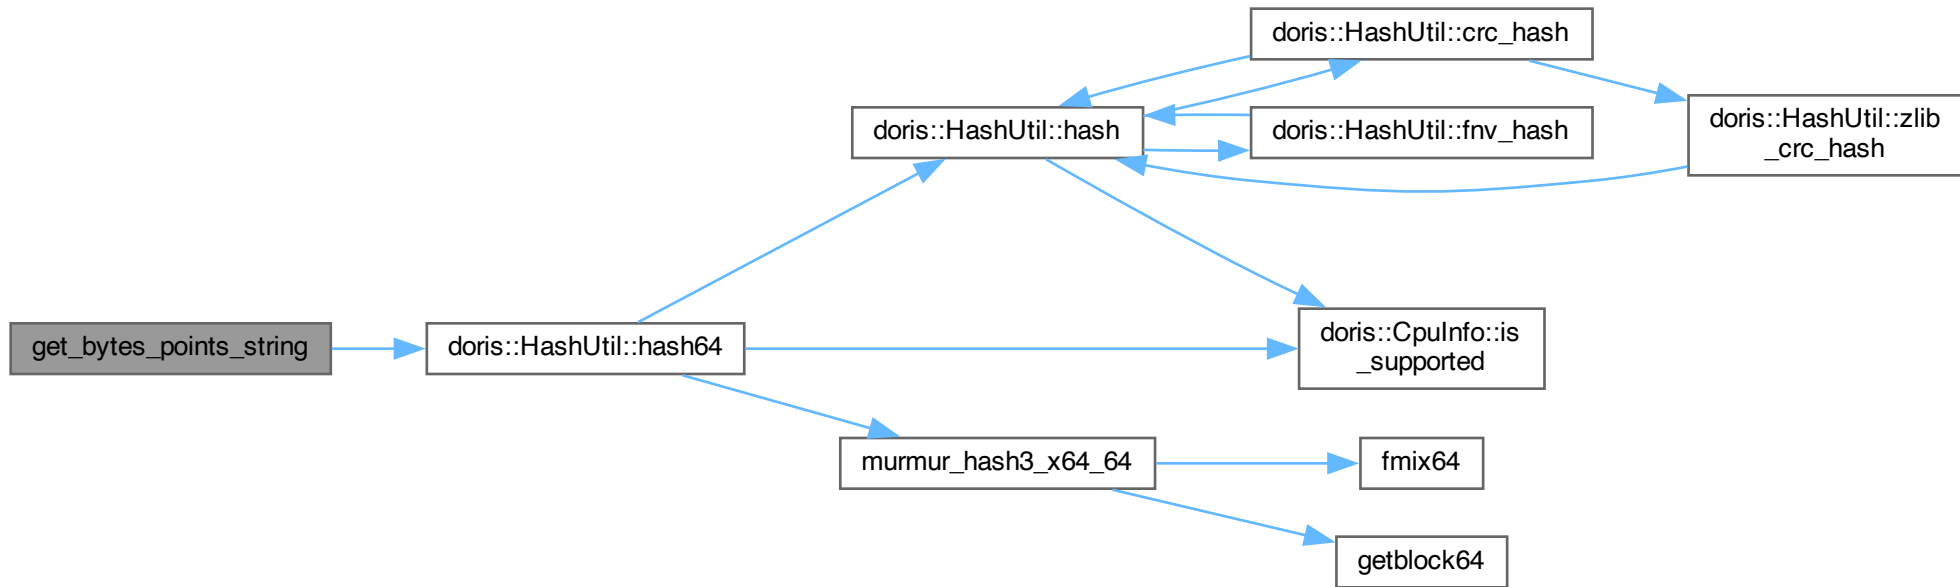 doris::HashUtil::crc_hash
doris::HashUtil::hash
doris::HashUtil::fnv_hash
doris::HashUtil::zlib
_crc_hash
get_bytes_points_string
doris::HashUtil::hash64
doris::CpuInfo::is
_supported
murmur_hash3_x64_64
fmix64
getblock64